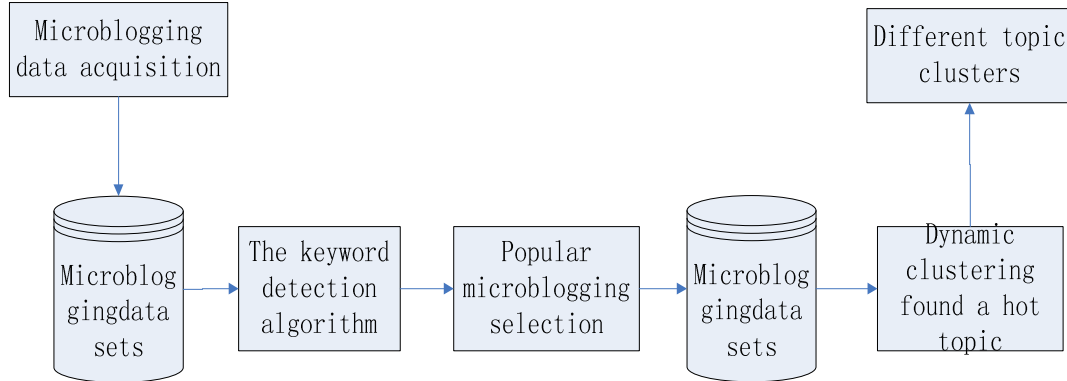 Microblogging
data acquisition
Different topic
clusters
Microblog
gingdata
sets
The keyword
detection
algorithm
Popular
microblogging
selection
Microblog
gingdata
sets
Dynamic
clustering
found a hot
topic